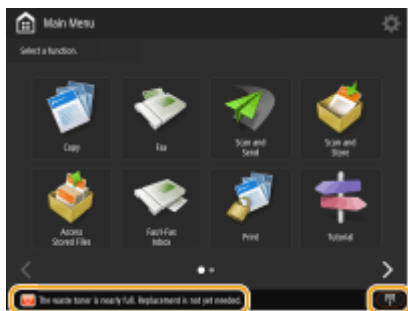 Main Menu
Select a function.
Copy
Fax
Scan and
Send
Scan and
Store
Access
Stored Files
Fax/I-Fax
Inbox
Print
Tutorial
The waste toner is nearly full. Replacement is not yet needed.